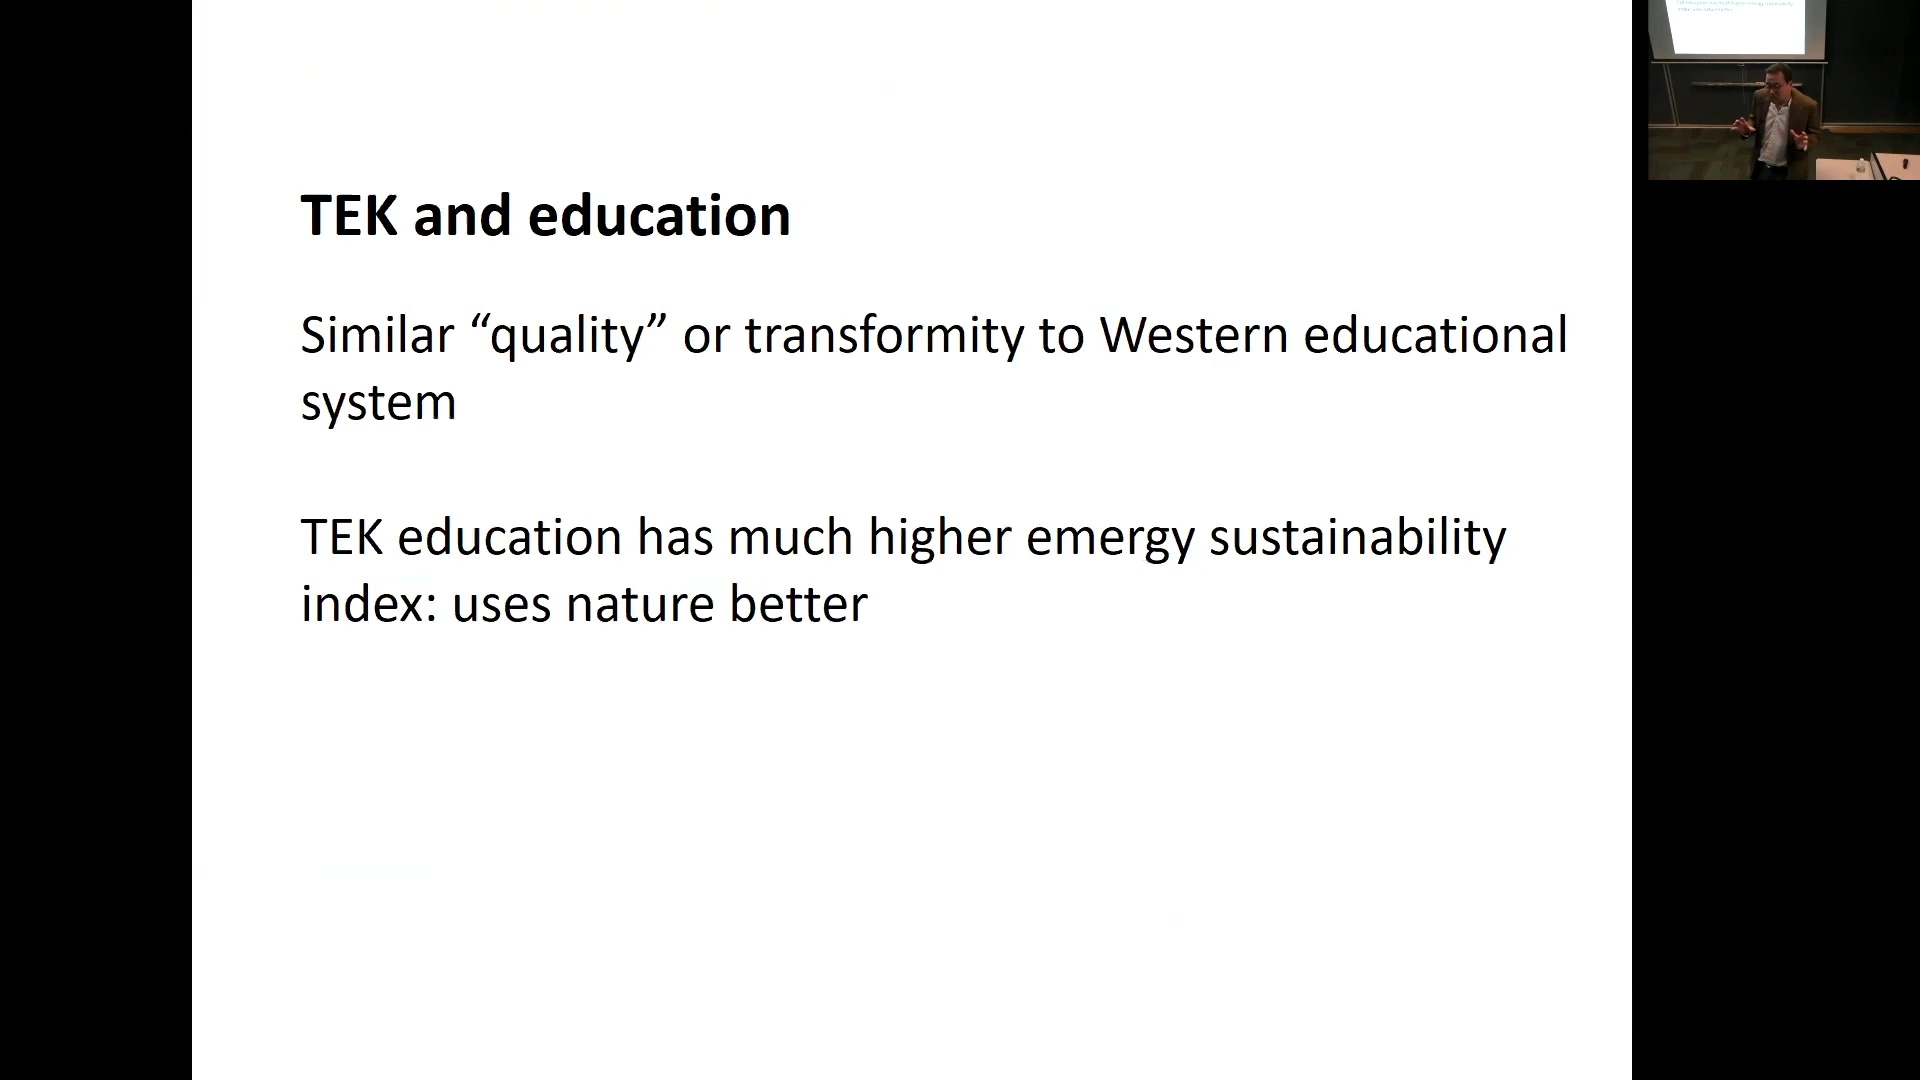 TEK and education
Similar “quality” or transformity to Western educational
system
TEK education has much higher emergy sustainability
index: uses nature better